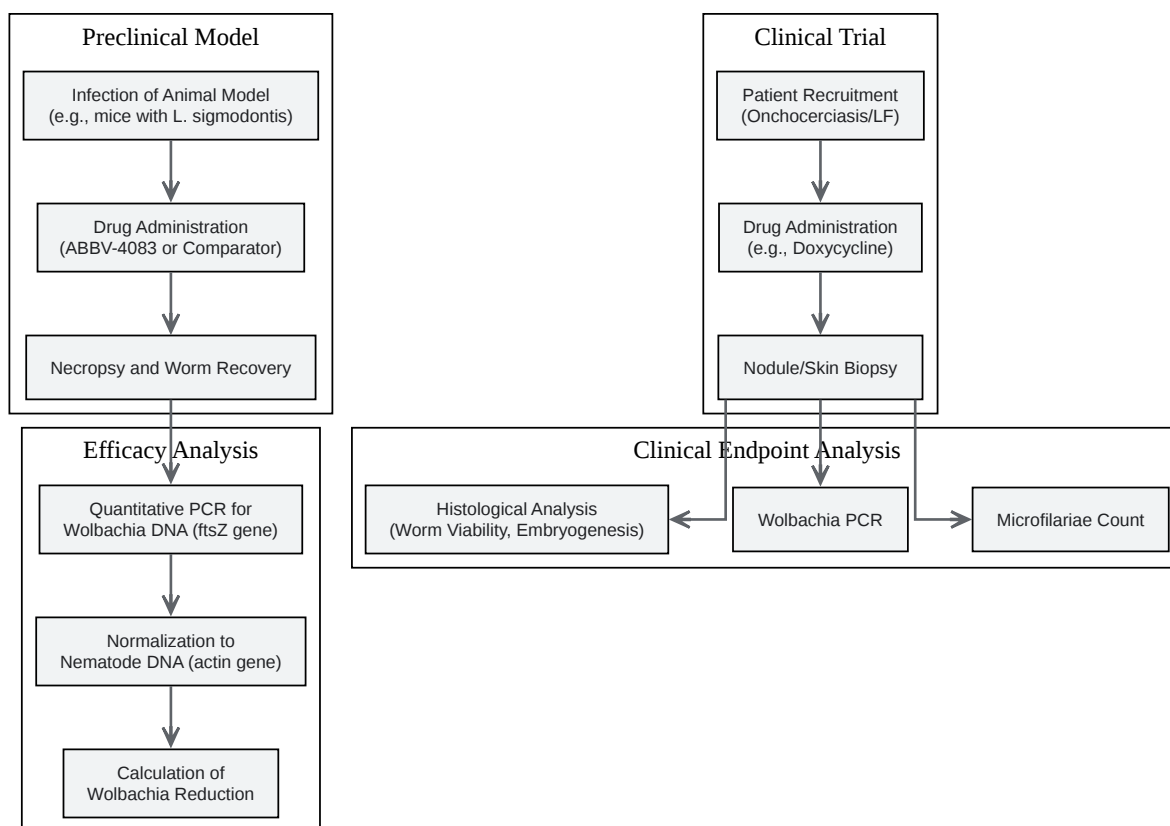 Preclinical Model
Infection of Animal Model
(e.g., mice with L. sigmodontis)
Drug Administration
(ABBV-4083 or Comparator)
Necropsy and Worm Recovery
Efficacy Analysis
Quantitative PCR for
Wolbachia DNA (ftsZ gene)
Normalization to
Nematode DNA (actin gene)
Calculation of
Wolbachia Reduction
Clinical Trial
Patient Recruitment
(Onchocerciasis/LF)
Drug Administration
(e.g., Doxycycline)
Nodule/Skin Biopsy
Clinical Endpoint Analysis
Histological Analysis
(Worm Viability, Embryogenesis)
Wolbachia PCR
Microfilariae Count